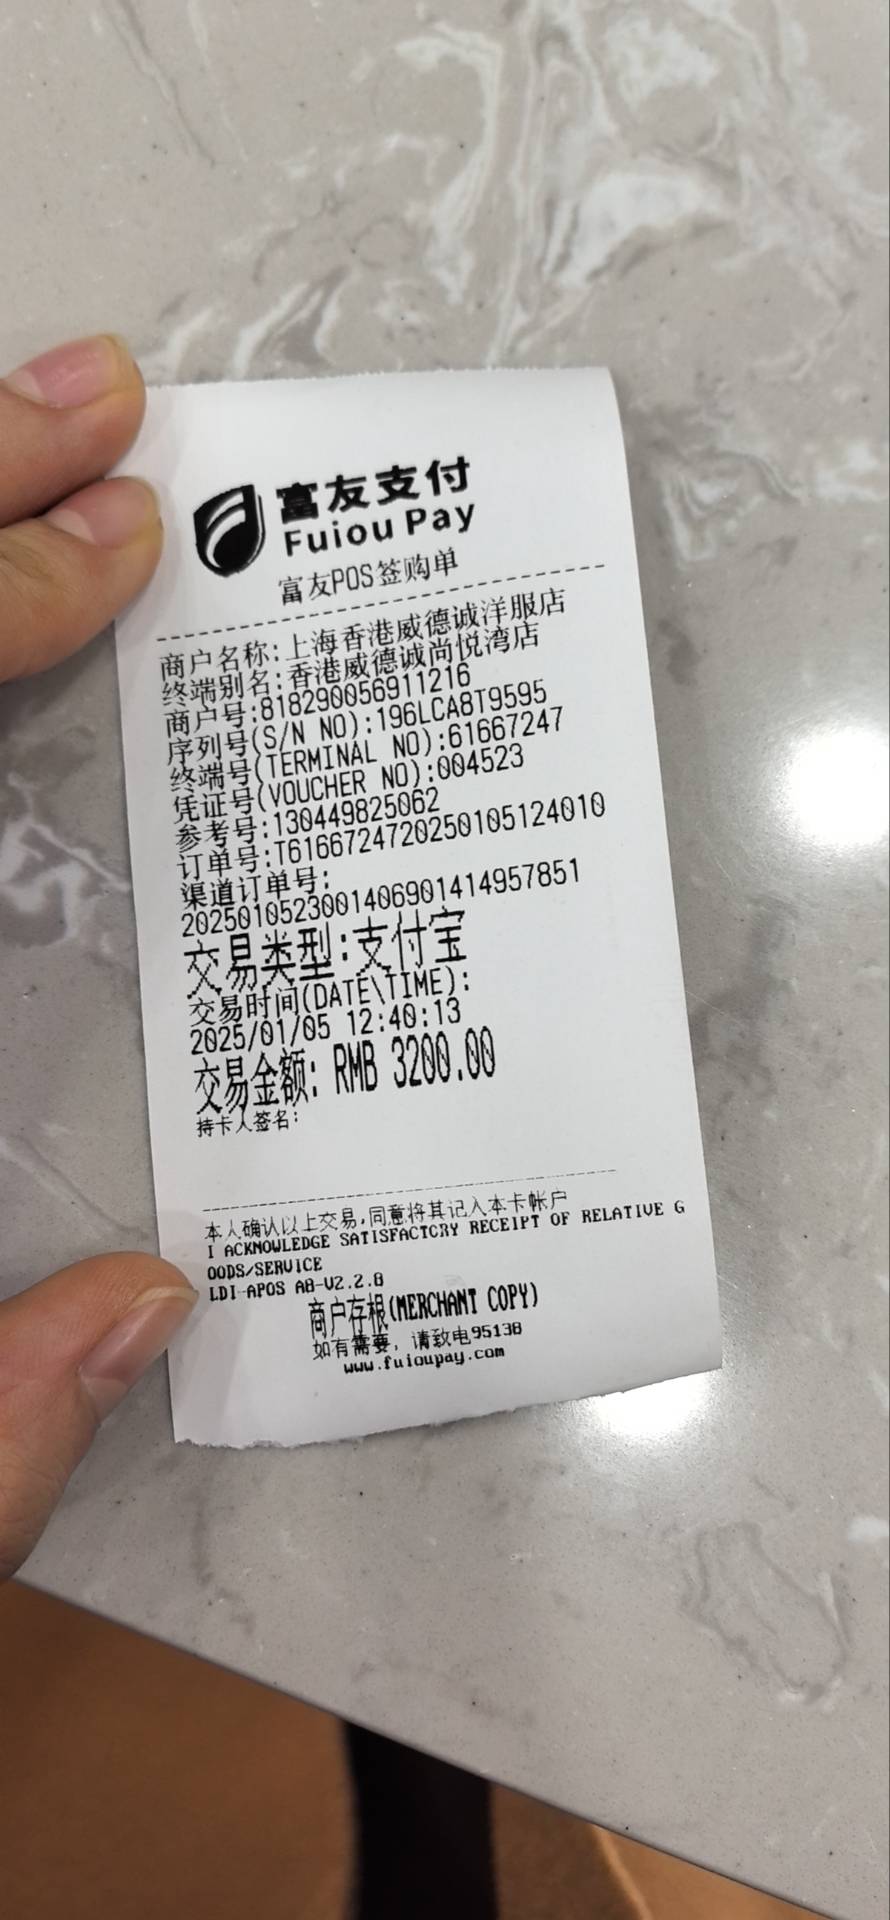 富友支付
Fuiou Pay
富友POS签购单
商户名称:上海香港威德诚洋服店
终端别名:香港威德诚尚悦湾店
商户号:818290056911216
序列号(S/N NO):196LCA8T9595
终端号(TERMINAL NO):61667247
凭证号(VOUCHER NO):004523
参考号:130449825062
订单号:T6166724720250105124010
渠道订单号:
2025010523001406901414957851
交易类型:支付宝
交易时间(DATE\TIME):
2025/01/05 12:40:13
交易金额: RMB 3200.00
持卡人签名:
本人确认以上交易,同意将其记入本卡帐户
I ACKNOWLEDGE SATISFACTCRY RECEIPT OF RELATIVE G
OODS/SERVICE
LDI-APOS A8-V2.2.8
商户存根(MERCHANT COPY)
如有需要, 请致电95138
www.fuioupay.com